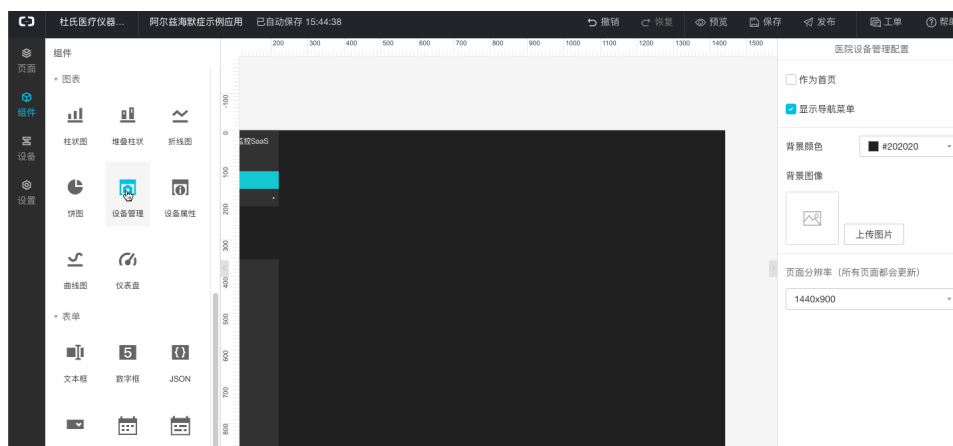 杜氏医疗仪器... 阿尔兹海默症示例应用 已自动保存 15:44:38 撤销 恢复 预览 保存 发布 工单 帮助
页面
组件
设备
设置
组件
图表
柱状图 堆叠柱状 折线图
饼图 设备管理 设备属性
曲线图 仪表盘
表单
文本框 数字框 JSON
200 300 400 500 600 700 800 900 1000 1100 1200 1300 1400 1500
-100
0
100
200
300
400
500
600
700
800
监控SaaS
医院设备管理配置
作为首页
显示导航菜单
背景颜色 #202020
背景图像
上传图片
页面分辨率（所有页面都会更新）
1440x900